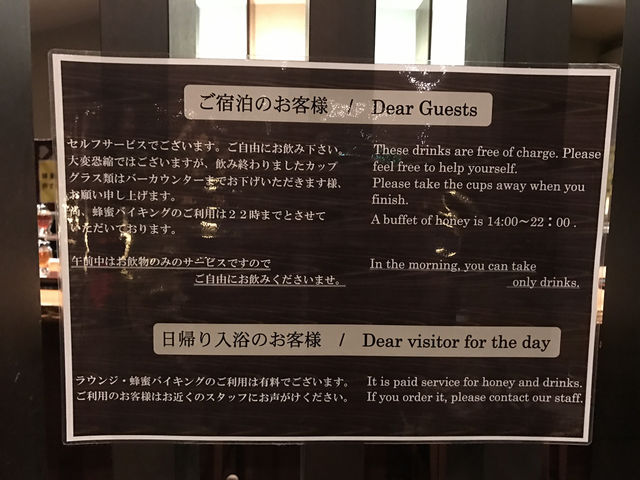 ご宿泊のお客様 / Dear Guests
セルフサービスでございます。ご自由にお飲み下さい。
大変恐縮ではございますが、飲み終わりましたカップ
グラス類はバーカウンターまでお下げいただきます様、
お願い申し上げます。
尚、蜂蜜バイキングのご利用は22時までとさせて
いただいております。
These drinks are free of charge. Please
feel free to help yourself.
Please take the cups away when you
finish.
A buffet of honey is 14:00～22：00 .
午前中はお飲物のみのサービスですので
ご自由にお飲みくださいませ。
In the morning, you can take
only drinks.
日帰り入浴のお客様 / Dear visitor for the day
ラウンジ・蜂蜜バイキングのご利用は有料でございます。
ご利用のお客様はお近くのスタッフにお声がけください。
It is paid service for honey and drinks.
If you order it, please contact our staff.